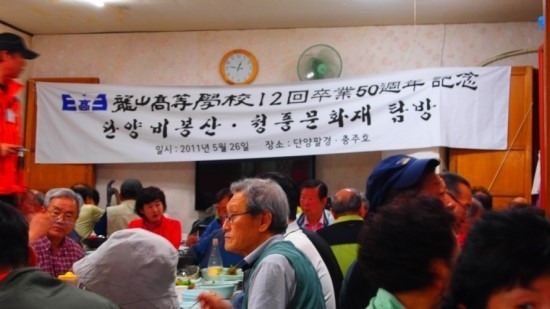 龍山高等學校 12回卒業50週年 記念
단양비봉산·청풍문화재 탐방
일시 : 2011년 5월 26일 장소 : 단양팔경·충주호